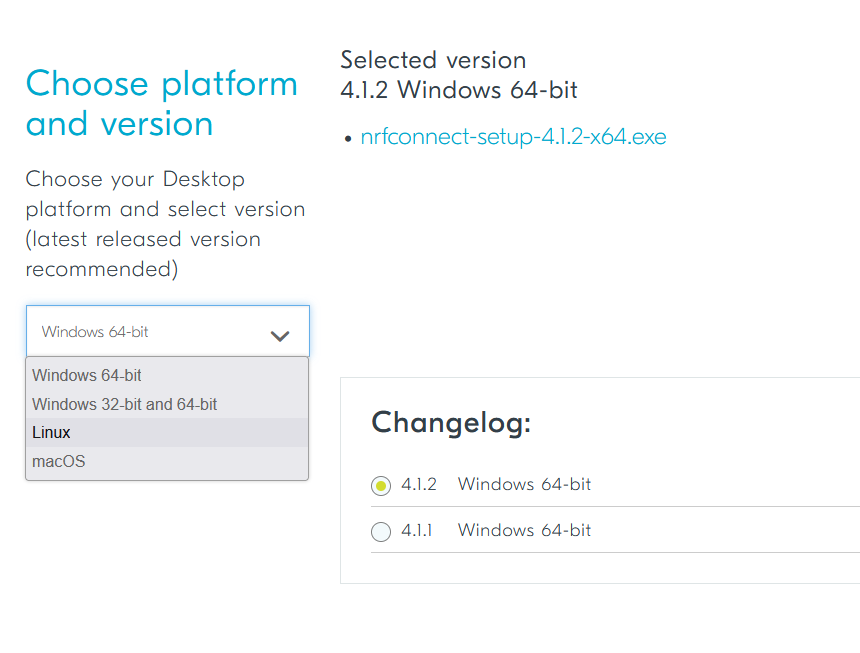 Choose platform
and version
Choose your Desktop
platform and select version
(latest released version
recommended)
Windows 64-bit
Windows 64-bit
Windows 32-bit and 64-bit
Linux
macOS
Selected version
4.1.2 Windows 64-bit
• nrfconnect-setup-4.1.2-x64.exe
Changelog:
4.1.2 Windows 64-bit
4.1.1 Windows 64-bit